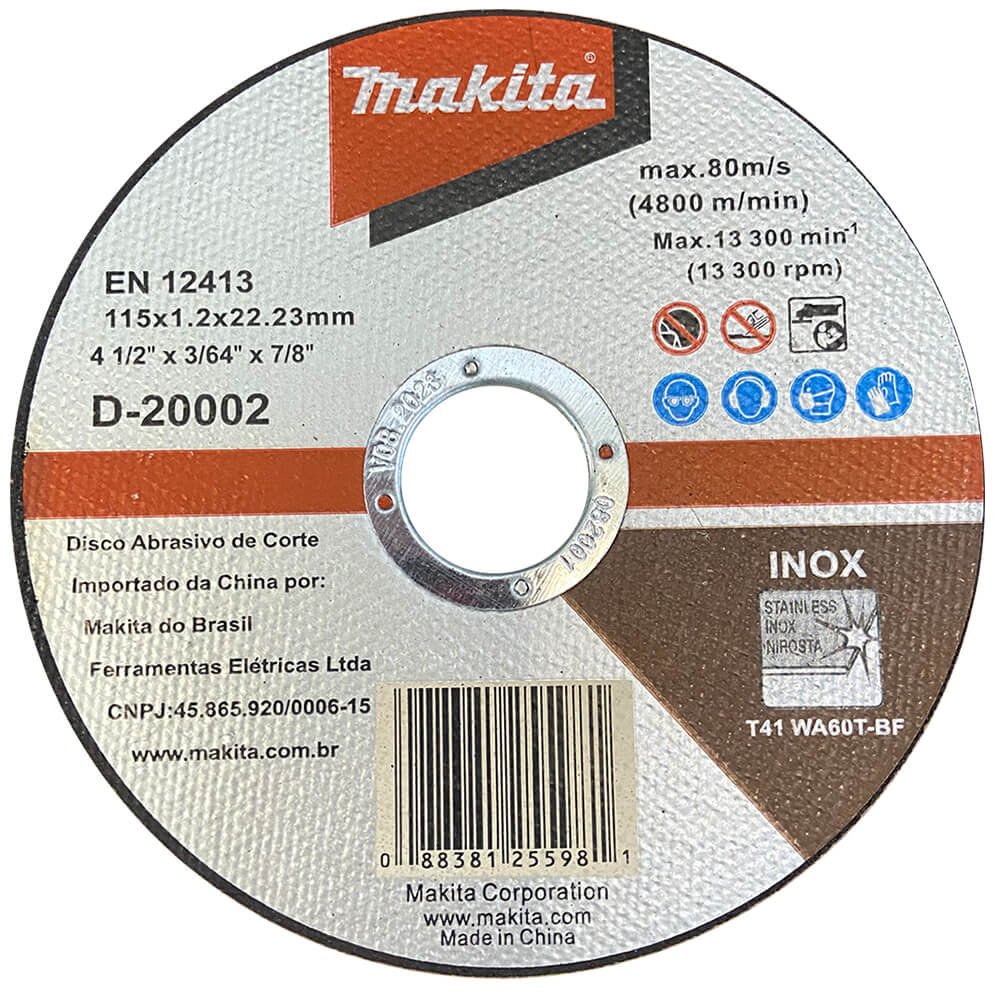 makita®
max.80m/s
(4800 m/min)
Max.13 300 min-1
(13 300 rpm)
EN 12413
115x1.2x22.23mm
4 1/2" x 3/64" x 7/8"
D-20002
V08 2023
062001
Disco Abrasivo de Corte
Importado da China por:
Makita do Brasil
Ferramentas Elétricas Ltda
CNPJ:45.865.920/0006-15
www.makita.com.br
INOX
STAINLESS
INOX
NIROSTA
T41 WA60T-BF
0 88381 25598 1
Makita Corporation
www.makita.com
Made in China